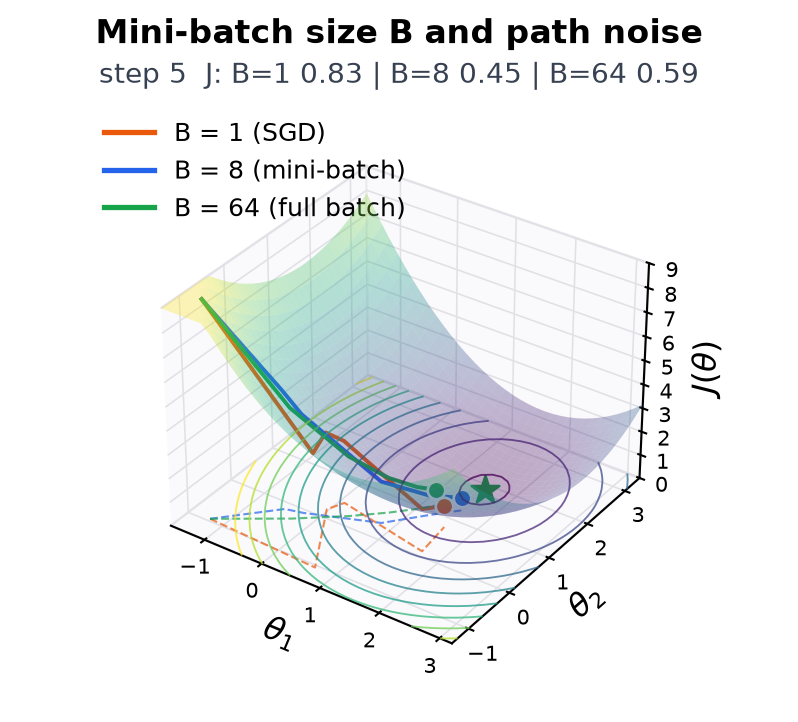 Mini-batch size B and path noise
step 5  J: B=1 0.83 | B=8 0.45 | B=64 0.59
B = 1 (SGD)
B = 8 (mini-batch)
B = 64 (full batch)
9
8
7
6
5
4
3
2
1
0
J(θ)
−1
0
1
2
3
θ₁
−1
0
1
2
3
θ₂